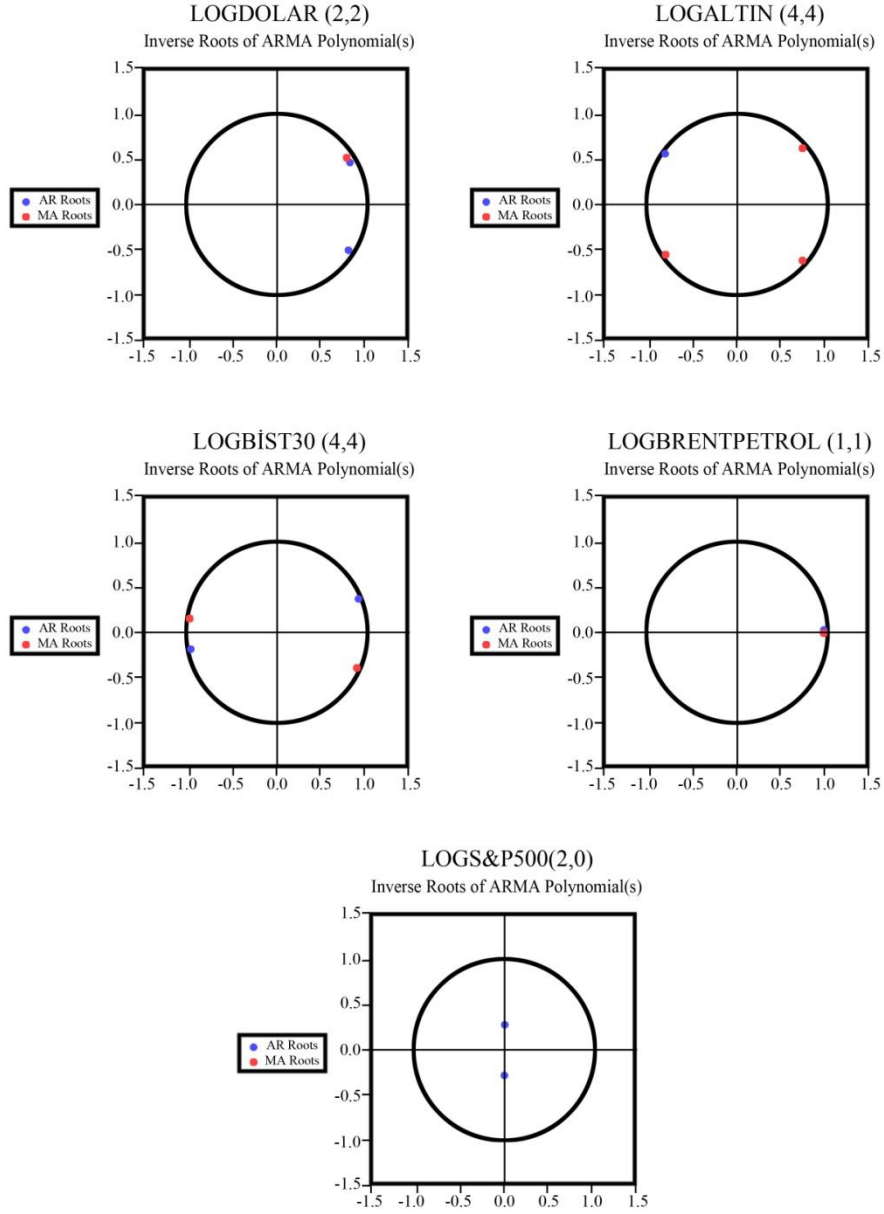 LOGDOLAR (2,2)
Inverse Roots of ARMA Polynomial(s)
1.5
1.0
0.5
0.0
-0.5
-1.0
-1.5
-1.5 -1.0 -0.5 0.0 0.5 1.0 1.5
AR Roots
MA Roots
LOGALTIN (4,4)
Inverse Roots of ARMA Polynomial(s)
1.5
1.0
0.5
0.0
-0.5
-1.0
-1.5
-1.5 -1.0 -0.5 0.0 0.5 1.0 1.5
AR Roots
MA Roots
LOGBİST30 (4,4)
Inverse Roots of ARMA Polynomial(s)
1.5
1.0
0.5
0.0
-0.5
-1.0
-1.5
-1.5 -1.0 -0.5 0.0 0.5 1.0 1.5
AR Roots
MA Roots
LOGBRENTPETROL (1,1)
Inverse Roots of ARMA Polynomial(s)
1.5
1.0
0.5
0.0
-0.5
-1.0
-1.5
-1.5 -1.0 -0.5 0.0 0.5 1.0 1.5
AR Roots
MA Roots
LOGS&P500(2,0)
Inverse Roots of ARMA Polynomial(s)
1.5
1.0
0.5
0.0
-0.5
-1.0
-1.5
-1.5 -1.0 -0.5 0.0 0.5 1.0 1.5
AR Roots
MA Roots